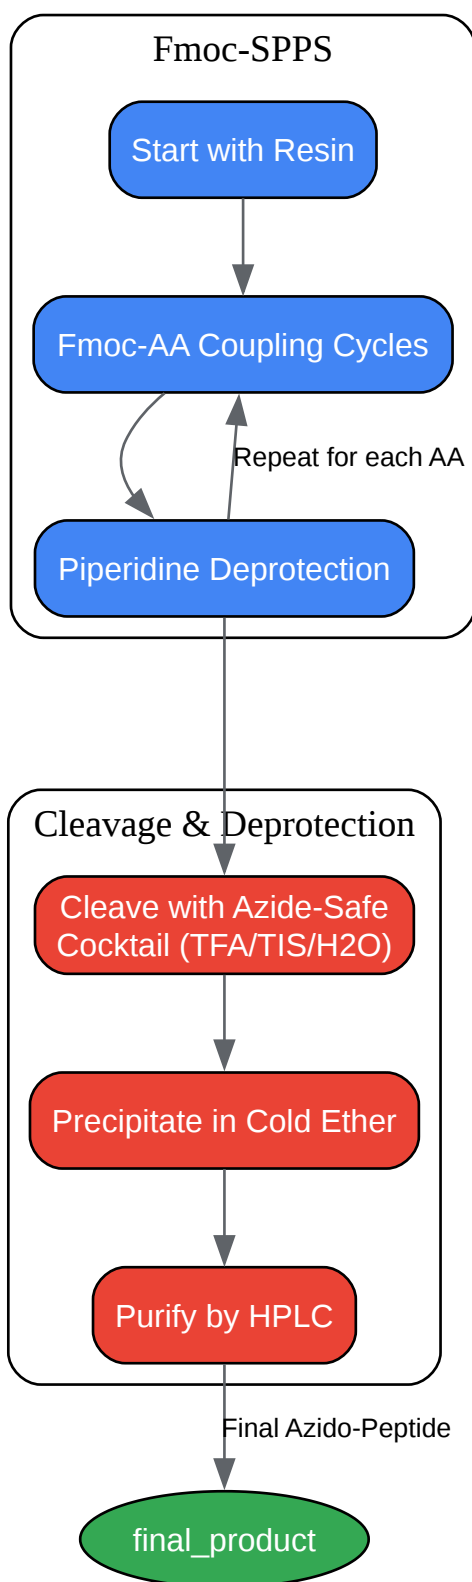 Fmoc-SPPS
Start with Resin
Fmoc-AA Coupling Cycles
Repeat for each AA
Piperidine Deprotection
Cleavage & Deprotection
Cleave with Azide-Safe
Cocktail (TFA/TIS/H2O)
Precipitate in Cold Ether
Purify by HPLC
Final Azido-Peptide
final_product